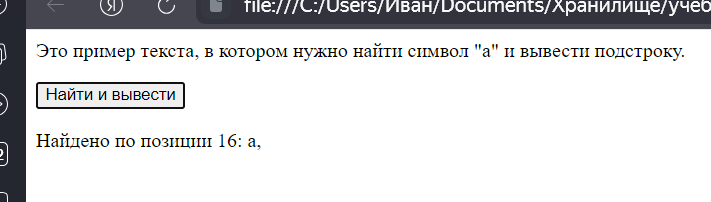 file:///C:/Users/Иван/Documents/Хранилище/учеб
Это пример текста, в котором нужно найти символ "а" и вывести подстроку.
Найти и вывести
Найдено по позиции 16: а,